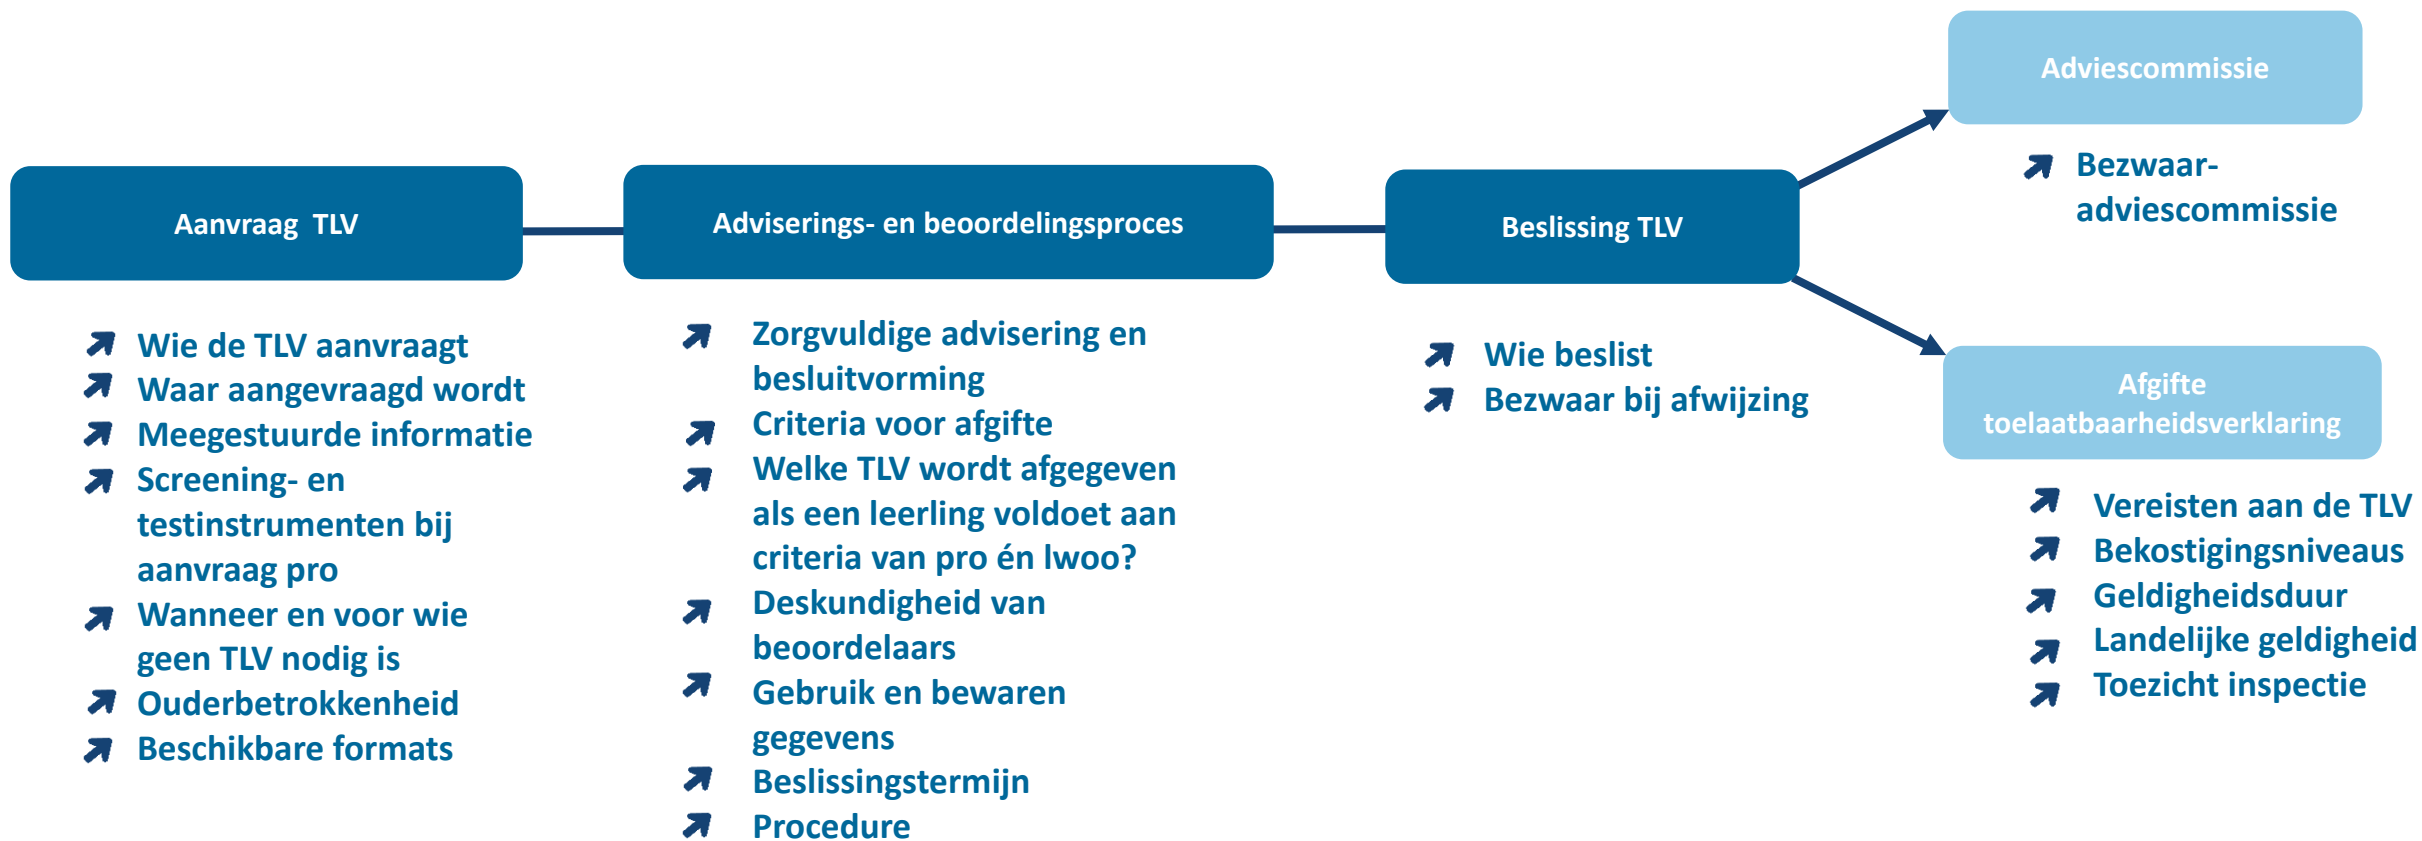 Aanvraag TLV
Wie de TLV aanvraagt
Waar aangevraagd wordt
Meegestuurde informatie
Screening- en
testinstrumenten bij
aanvraag pro
Wanneer en voor wie
geen TLV nodig is
Ouderbetrokkenheid
Beschikbare formats
Adviserings- en beoordelingsproces
Zorgvuldige advisering en
besluitvorming
Criteria voor afgifte
Welke TLV wordt afgegeven
als een leerling voldoet aan
criteria van pro én lwoo?
Deskundigheid van
beoordelaars
Gebruik en bewaren
gegevens
Beslissingstermijn
Procedure
Beslissing TLV
Wie beslist
Bezwaar bij afwijzing
Adviescommissie
Bezwaar-
adviescommissie
Afgifte
toelaatbaarheidsverklaring
Vereisten aan de TLV
Bekostigingsniveaus
Geldigheidsduur
Landelijke geldigheid
Toezicht inspectie